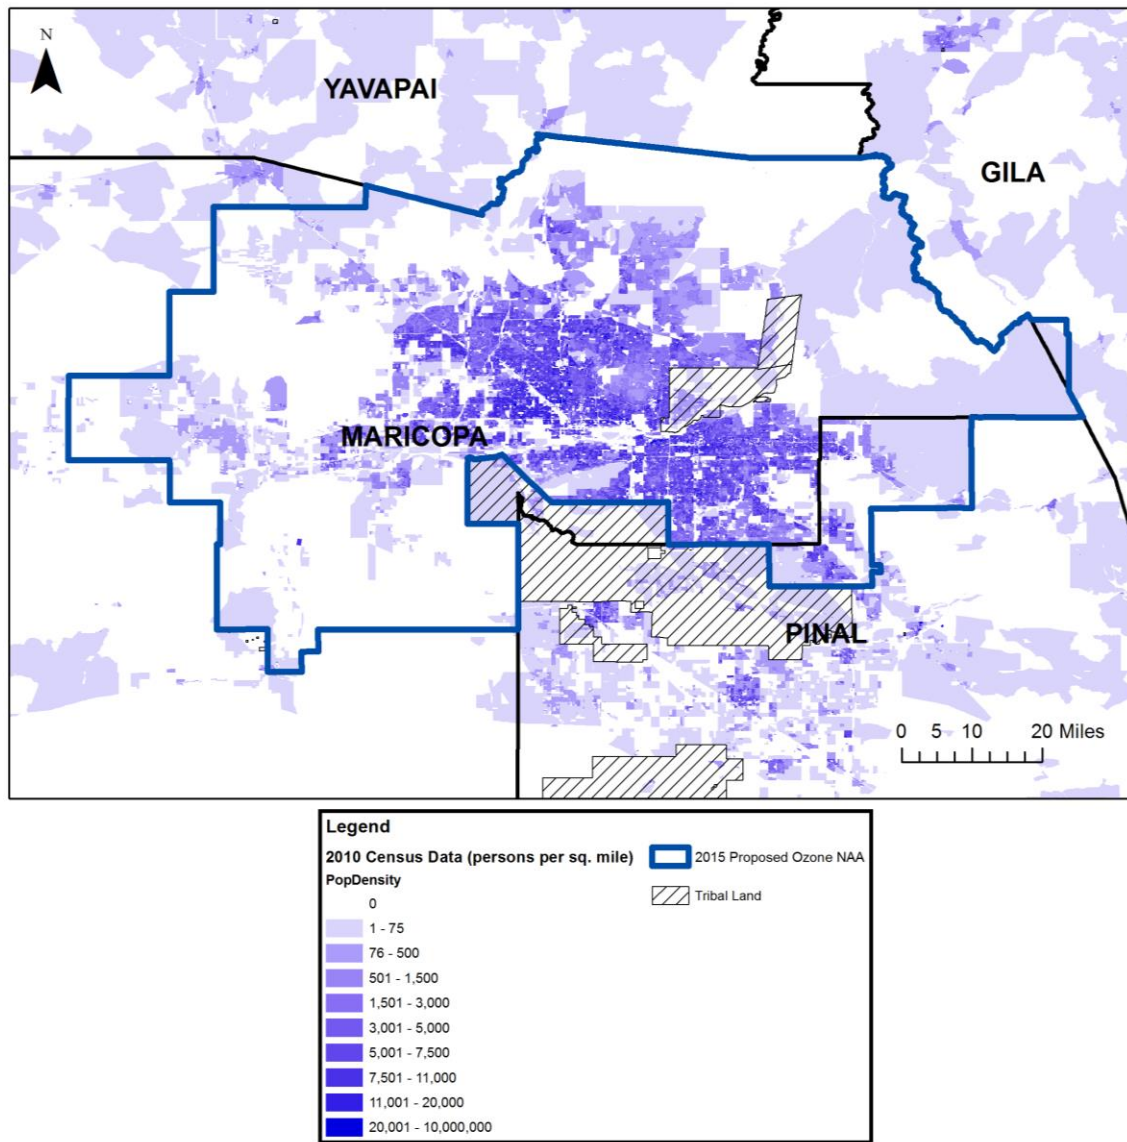 N
YAVAPAI
GILA
MARICOPA
PINAL
0 5 10 20 Miles
Legend
2010 Census Data (persons per sq. mile)
PopDensity
0
1 - 75
76 - 500
501 - 1,500
1,501 - 3,000
3,001 - 5,000
5,001 - 7,500
7,501 - 11,000
11,001 - 20,000
20,001 - 10,000,000
2015 Proposed Ozone NAA
Tribal Land